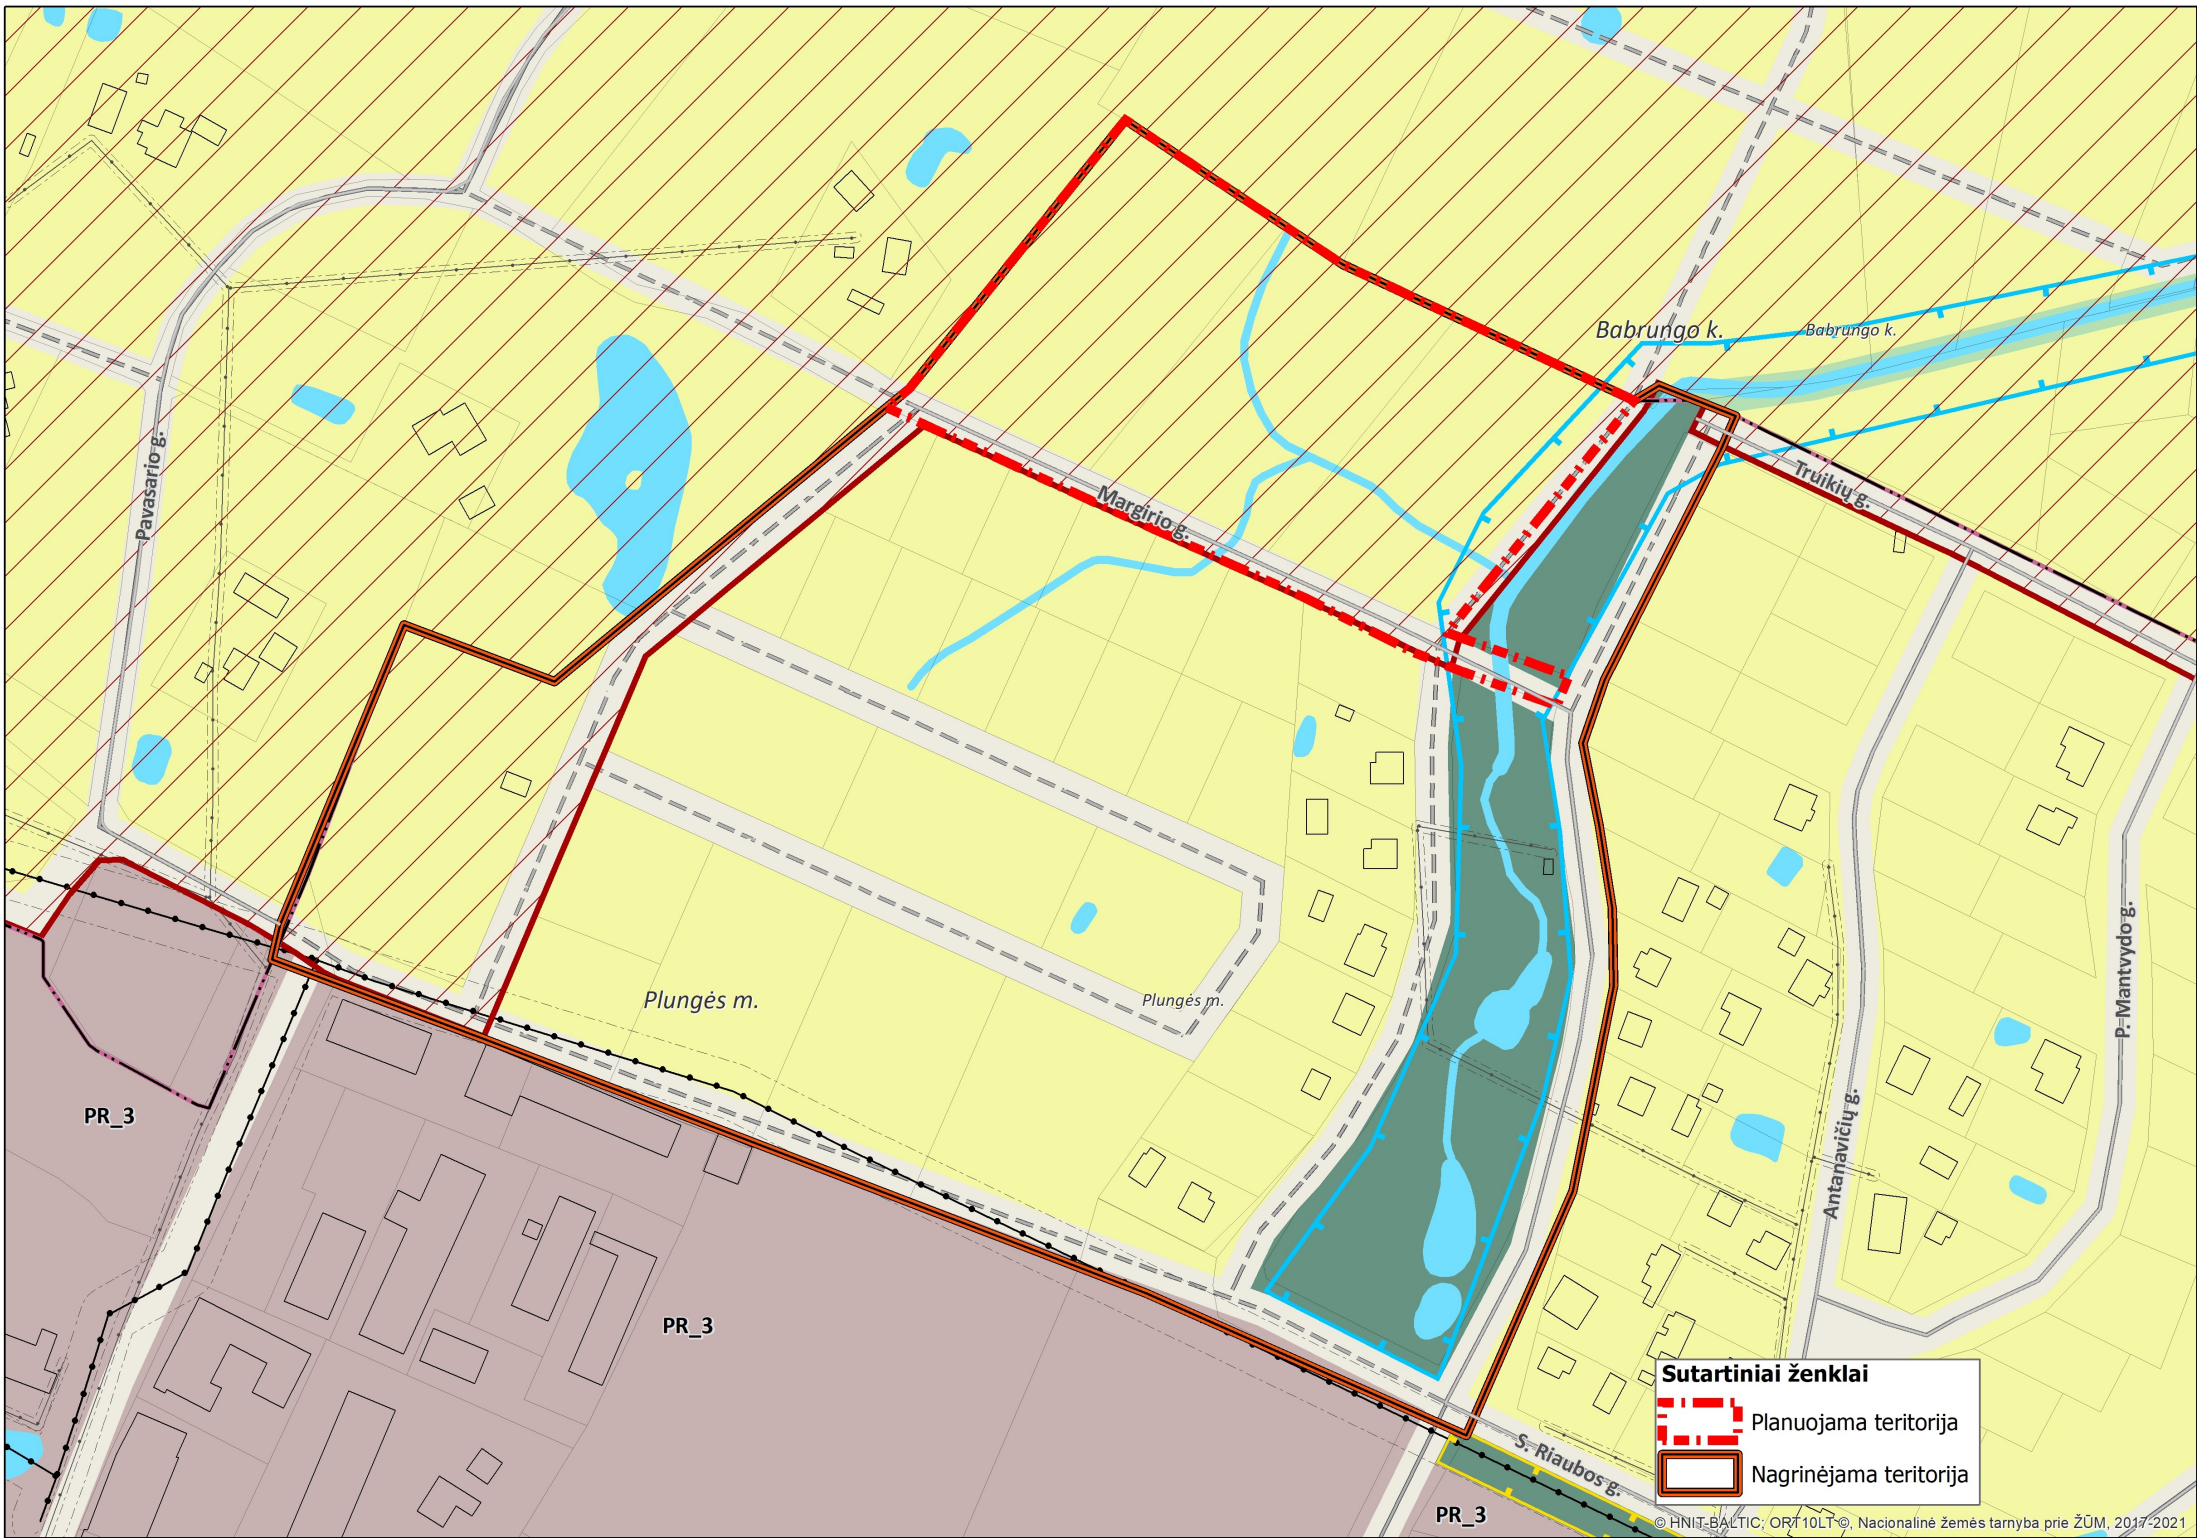 Babrungo k.
Babrungo k.
Pavasario g.
Truikių g.
Margirio g.
Plungės m.
Plungės m.
P. Mantvydo g.
PR_3
Antanavičių g.
PR_3
Sutartiniai ženklai
Planuojama teritorija
Nagrinėjama teritorija
S. Riaubos g.
PR_3
© HNIT-BALTIC; ORT10LT ©, Nacionalinė žemės tarnyba prie ŽŪM, 2017-2021